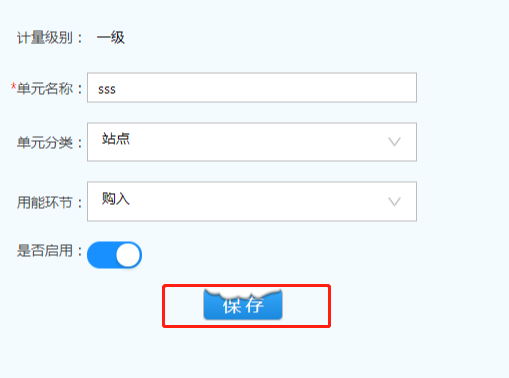 计量级别： 一级
*单元名称： sss
单元分类： 站点
用能环节： 购入
是否启用：
保存